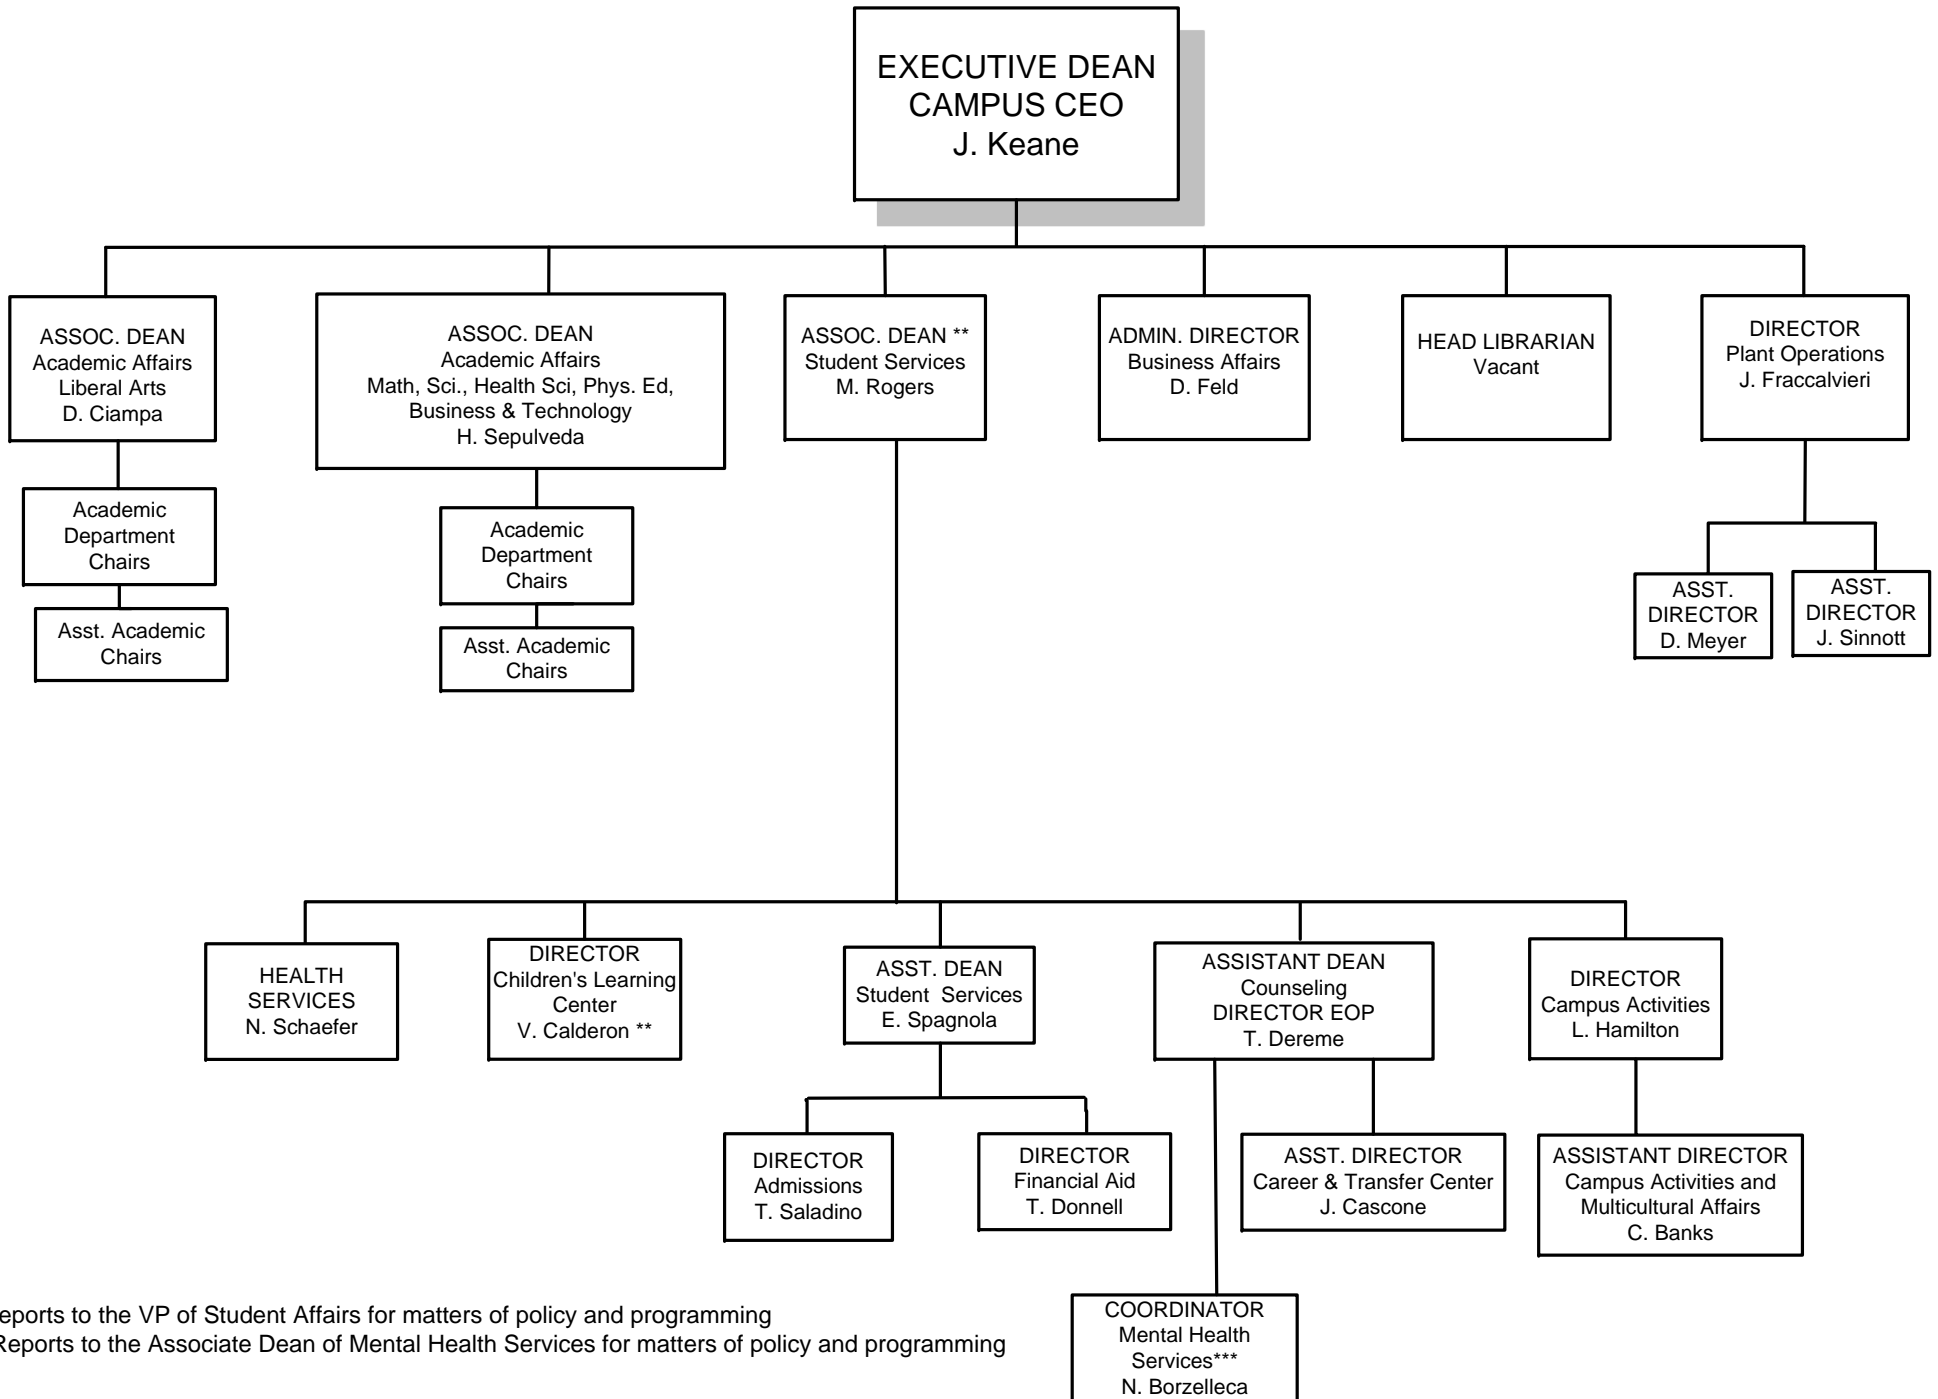 EXECUTIVE DEAN
CAMPUS CEO
J. Keane
ASSOC. DEAN
Academic Affairs
Liberal Arts
D. Ciampa
ASSOC. DEAN
Academic Affairs
Math, Sci., Health Sci, Phys. Ed,
Business & Technology
H. Sepulveda
ASSOC. DEAN **
Student Services
M. Rogers
ADMIN. DIRECTOR
Business Affairs
D. Feld
HEAD LIBRARIAN
Vacant
DIRECTOR
Plant Operations
J. Fraccalvieri
Academic
Department
Chairs
Asst. Academic
Chairs
Academic
Department
Chairs
Asst. Academic
Chairs
ASST.
DIRECTOR
D. Meyer
ASST.
DIRECTOR
J. Sinnott
HEALTH
SERVICES
N. Schaefer
DIRECTOR
Children's Learning
Center
V. Calderon **
ASST. DEAN
Student Services
E. Spagnola
ASSISTANT DEAN
Counseling
DIRECTOR EOP
T. Dereme
DIRECTOR
Campus Activities
L. Hamilton
DIRECTOR
Admissions
T. Saladino
DIRECTOR
Financial Aid
T. Donnell
ASST. DIRECTOR
Career & Transfer Center
J. Cascone
ASSISTANT DIRECTOR
Campus Activities and
Multicultural Affairs
C. Banks
COORDINATOR
Mental Health
Services***
N. Borzelleca
eports to the VP of Student Affairs for matters of policy and programming
Reports to the Associate Dean of Mental Health Services for matters of policy and programming